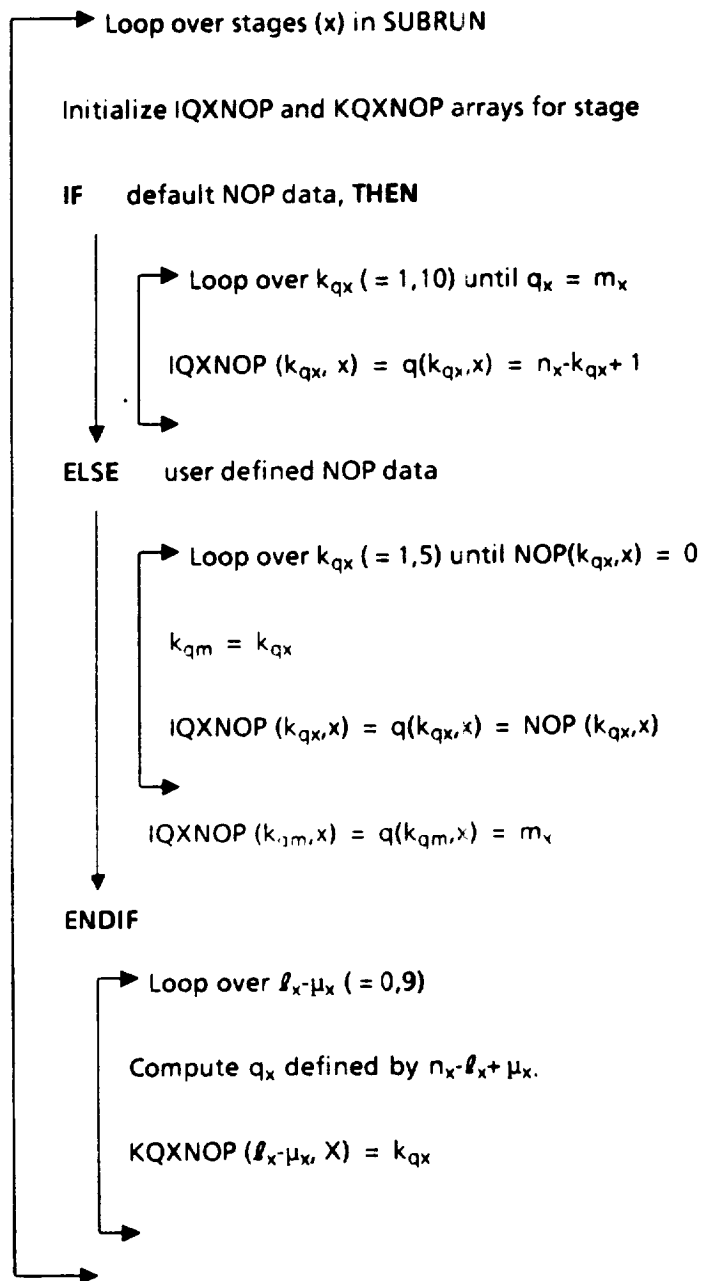 Loop over stages (x) in SUBRUN
Initialize IQXNOP and KQXNOP arrays for stage
IF default NOP data, THEN
Loop over k_qx ( = 1,10) until q_x = m_x
IQXNOP (k_qx, x) = q(k_qx,x) = n_x-k_qx+ 1
ELSE user defined NOP data
Loop over k_qx ( = 1,5) until NOP(k_qx,x) = 0
k_qm = k_qx
IQXNOP (k_qx,x) = q(k_qx,x) = NOP (k_qx,x)
IQXNOP (k_qm,x) = q(k_qm,x) = m_x
ENDIF
Loop over ℓ_x-μ_x ( = 0,9)
Compute q_x defined by n_x-ℓ_x+ μ_x.
KQXNOP (ℓ_x-μ_x, X) = k_qx